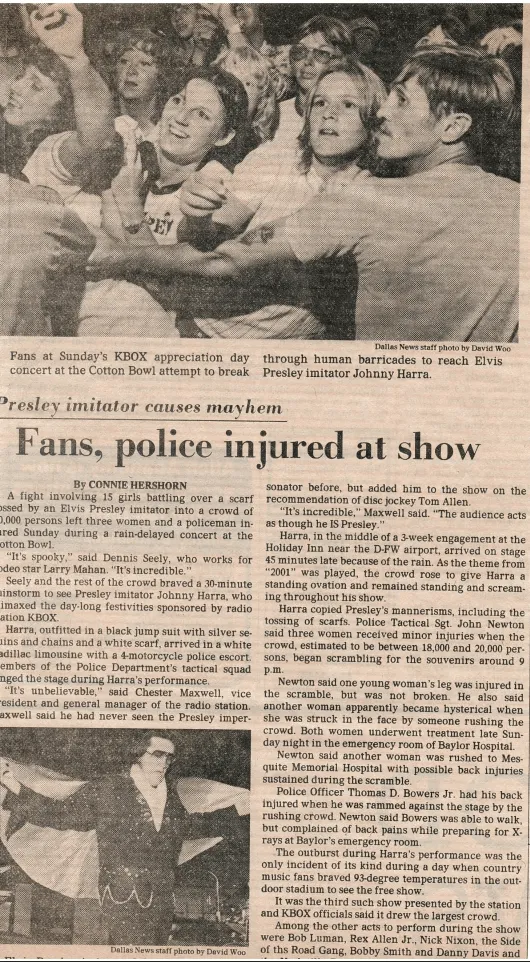 PE
Dallas News staff photo by David Woo
Fans at Sunday's KBOX appreciation day
concert at the Cotton Bowl attempt to break
through human barricades to reach Elvis
Presley imitator Johnny Harra.
Presley imitator causes mayhem
Fans, police injured at show
By CONNIE HERSHORN
A fight involving 15 girls battling over a scarf
ossed by an Elvis Presley imitator into a crowd of
0,000 persons left three women and a policeman in-
ured Sunday during a rain-delayed concert at the
otton Bowl.
"It's spooky," said Dennis Seely, who works for
odeo star Larry Mahan. "It's incredible."
Seely and the rest of the crowd braved a 30-minute
ainstorm to see Presley imitator Johnny Harra, who
limaxed the day-long festivities sponsored by radio
ation KBOX.
Harra, outfitted in a black jump suit with silver se-
uins and chains and a white scarf, arrived in a white
adillac limousine with a 4-motorcycle police escort.
embers of the Police Department's tactical squad
nged the stage during Harra's performance.
"It's unbelievable," said Chester Maxwell, vice
resident and general manager of the radio station.
axwell said he had never seen the Presley imper-
sonator before, but added him to the show on the
recommendation of disc jockey Tom Allen.
"It's incredible," Maxwell said. "The audience acts
as though he IS Presley."
Harra, in the middle of a 3-week engagement at the
Holiday Inn near the D-FW airport, arrived on stage
45 minutes late because of the rain. As the theme from
"2001" was played, the crowd rose to give Harra a
standing ovation and remained standing and scream-
ing throughout his show.
Harra copied Presley's mannerisms, including the
tossing of scarfs. Police Tactical Sgt. John Newton
said three women received minor injuries when the
crowd, estimated to be between 18,000 and 20,000 per-
sons, began scrambling for the souvenirs around 9
p.m.
Newton said one young woman's leg was injured in
the scramble, but was not broken. He also said
another woman apparently became hysterical when
she was struck in the face by someone rushing the
crowd. Both women underwent treatment late Sun-
day night in the emergency room of Baylor Hospital.
Newton said another woman was rushed to Mes-
quite Memorial Hospital with possible back injuries
sustained during the scramble.
Police Officer Thomas D. Bowers Jr. had his back
injured when he was rammed against the stage by the
rushing crowd. Newton said Bowers was able to walk,
but complained of back pains while preparing for X-
rays at Baylor's emergency room.
The outburst during Harra's performance was the
only incident of its kind during a day when country
music fans braved 93-degree temperatures in the out-
door stadium to see the free show.
It was the third such show presented by the station
and KBOX officials said it drew the largest crowd.
Among the other acts to perform during the show
were Bob Luman, Rex Allen Jr., Nick Nixon, the Side
of ths Road Gang, Bobby Smith and Danny Davis and
Dallas News staff photo by David Woo